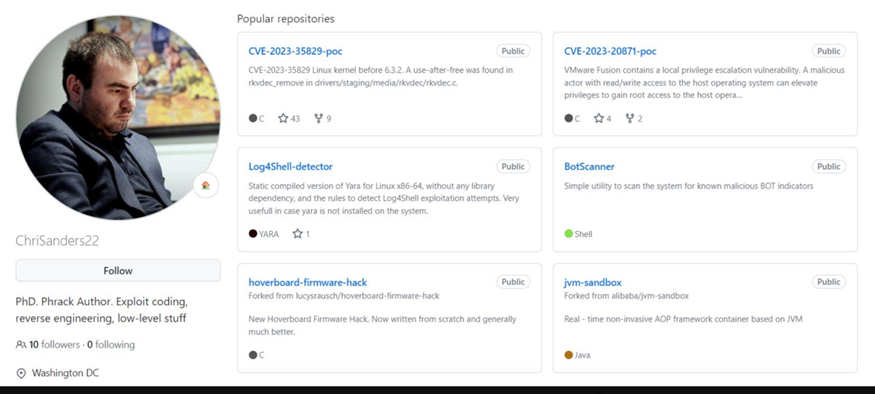 Popular repositories
CVE-2023-35829-poc
Public
CVE-2023-35829 Linux kernel before 6.3.2. A use-after-free was found in
rkvdec_remove in drivers/staging/media/rkvdec/rkvdec.c.
C 43 9
CVE-2023-20871-poc
Public
VMware Fusion contains a local privilege escalation vulnerability. A malicious
actor with read/write access to the host operating system can elevate
privileges to gain root access to the host opera...
C 4 2
Log4Shell-detector
Public
Static compiled version of Yara for Linux x86-64, without any library
dependency, and the rules to detect Log4Shell exploitation attempts. Very
usefull in case yara is not installed on the system.
YARA 1
BotScanner
Public
Simple utility to scan the system for known malicious BOT indicators
Shell
hoverboard-firmware-hack
Public
Forked from lucysrausch/hoverboard-firmware-hack
New Hoverboard Firmware Hack. Now written from scratch and generally
much better.
C
jvm-sandbox
Public
Forked from alibaba/jvm-sandbox
Real - time non-invasive AOP framework container based on JVM
Java
ChriSanders22
Follow
PhD. Phrack Author. Exploit coding,
reverse engineering, low-level stuff
10 followers · 0 following
Washington DC